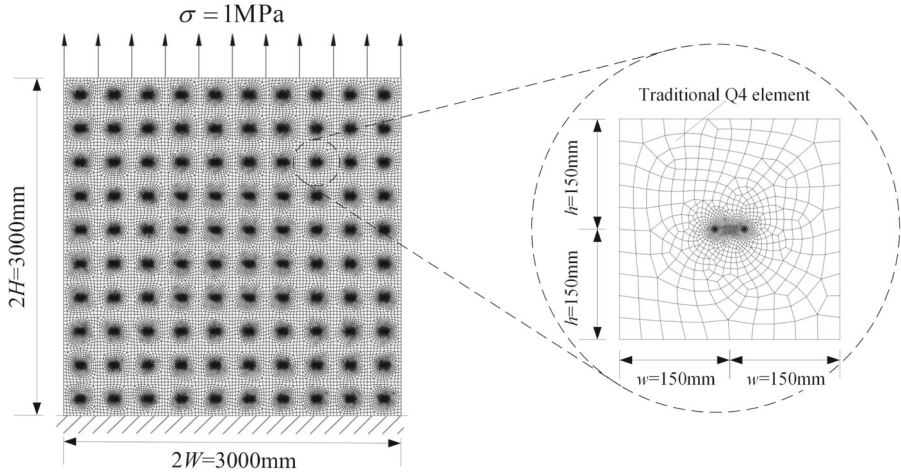 σ = 1MPa
Traditional Q4 element
2H=3000mm
h=150mm
h=150mm
w=150mm
w=150mm
2W=3000mm